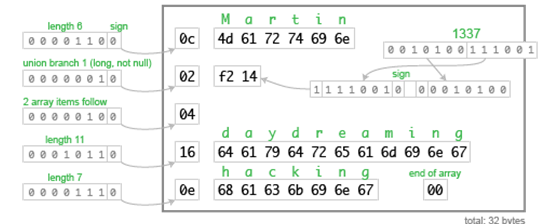 length 6 sign
0 0 0 0 1 1 0 0
0c
M a r t i n
4d 61 72 74 69 6e
1337
0 0 1 0 1 0 0 1 1 1 0 0 1
union branch 1 (long, not null)
0 0 0 0 0 0 1 0
02
f2 14
sign
1 1 1 1 0 0 1 0 0 0 0 1 0 1 0 0
2 array items follow
0 0 0 0 0 1 0 0
04
length 11
0 0 0 1 0 1 1 0
16
d a y d r e a m i n g
64 61 79 64 72 65 61 6d 69 6e 67
length 7
0 0 0 0 1 1 1 0
0e
h a c k i n g
68 61 63 6b 69 6e 67
end of array
00
total: 32 bytes